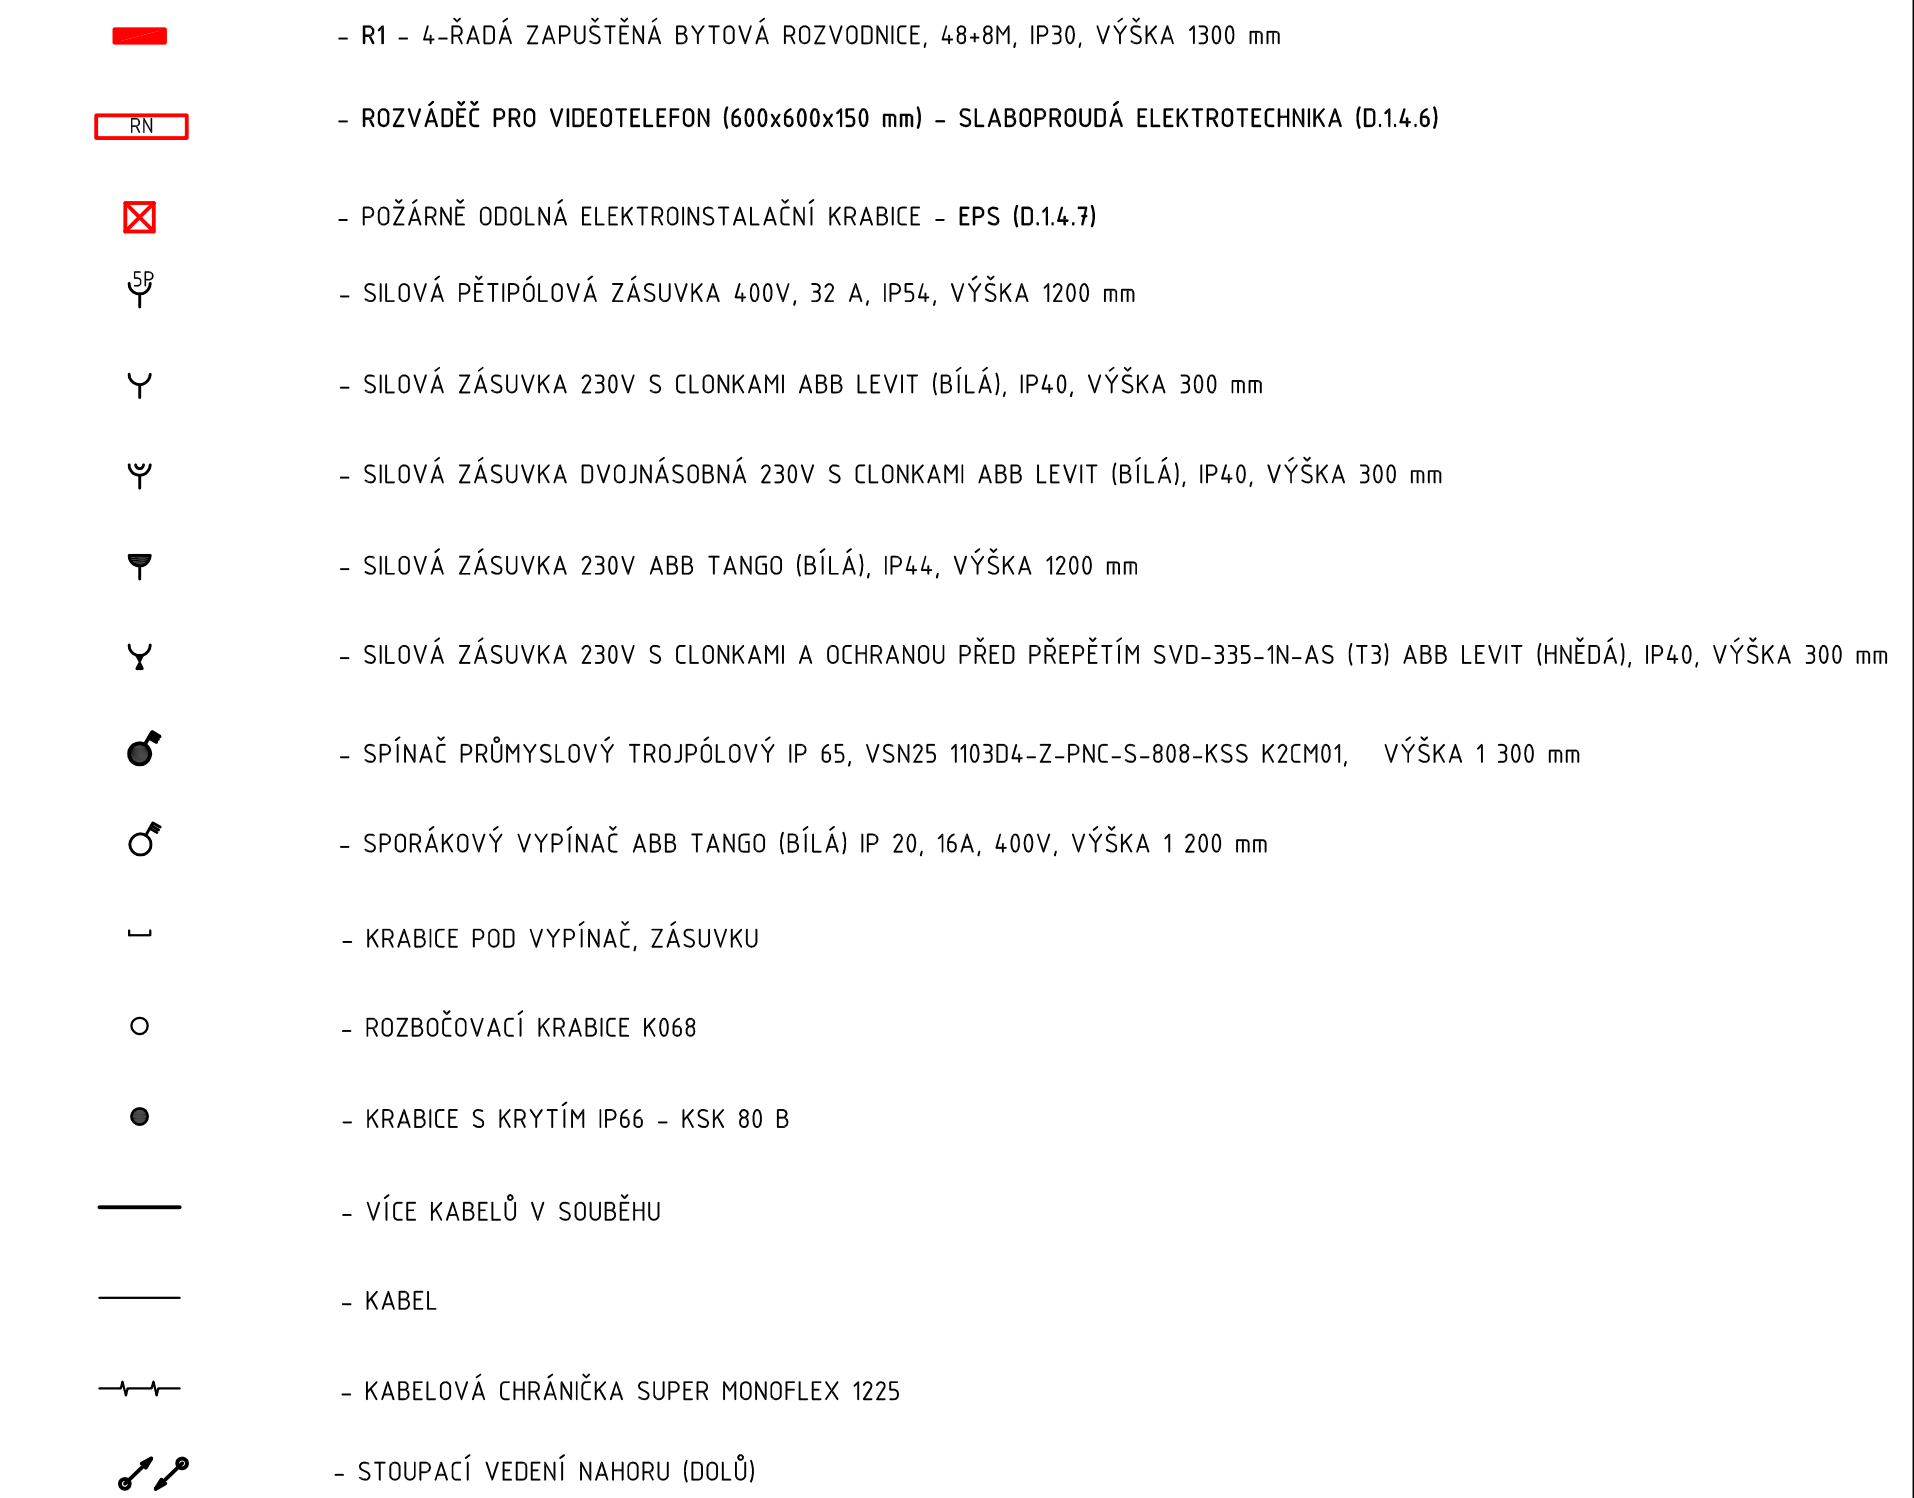 - R1 - 4-ŘADÁ ZAPUŠTĚNÁ BYTOVÁ ROZVODNICE, 48+8M, IP30, VÝŠKA 1300 mm
RN - ROZVÁDĚČ PRO VIDEOTELEFON (600x600x150 mm) - SLABOPROUDÁ ELEKTROTECHNIKA (D.1.4.6)
- POŽÁRNĚ ODOLNÁ ELEKTROINSTALAČNÍ KRABICE - EPS (D.1.4.7)
5P - SILOVÁ PĚTIPÓLOVÁ ZÁSUVKA 400V, 32 A, IP54, VÝŠKA 1200 mm
- SILOVÁ ZÁSUVKA 230V S CLONKAMI ABB LEVIT (BÍLÁ), IP40, VÝŠKA 300 mm
- SILOVÁ ZÁSUVKA DVOJNÁSOBNÁ 230V S CLONKAMI ABB LEVIT (BÍLÁ), IP40, VÝŠKA 300 mm
- SILOVÁ ZÁSUVKA 230V ABB TANGO (BÍLÁ), IP44, VÝŠKA 1200 mm
- SILOVÁ ZÁSUVKA 230V S CLONKAMI A OCHRANOU PŘED PŘEPĚTÍM SVD-335-1N-AS (T3) ABB LEVIT (HNĚDÁ), IP40, VÝŠKA 300 mm
- SPÍNAČ PRŮMYSLOVÝ TROJPÓLOVÝ IP 65, VSN25 1103D4-Z-PNC-S-808-KSS K2CM01, VÝŠKA 1 300 mm
- SPORÁKOVÝ VYPÍNAČ ABB TANGO (BÍLÁ) IP 20, 16A, 400V, VÝŠKA 1 200 mm
- KRABICE POD VYPÍNAČ, ZÁSUVKU
- ROZBOČOVACÍ KRABICE K068
- KRABICE S KRYTÍM IP66 - KSK 80 B
- VÍCE KABELŮ V SOUBĚHU
- KABEL
- KABELOVÁ CHRÁNIČKA SUPER MONOFLEX 1225
- STOUPACÍ VEDENÍ NAHORU (DOLŮ)